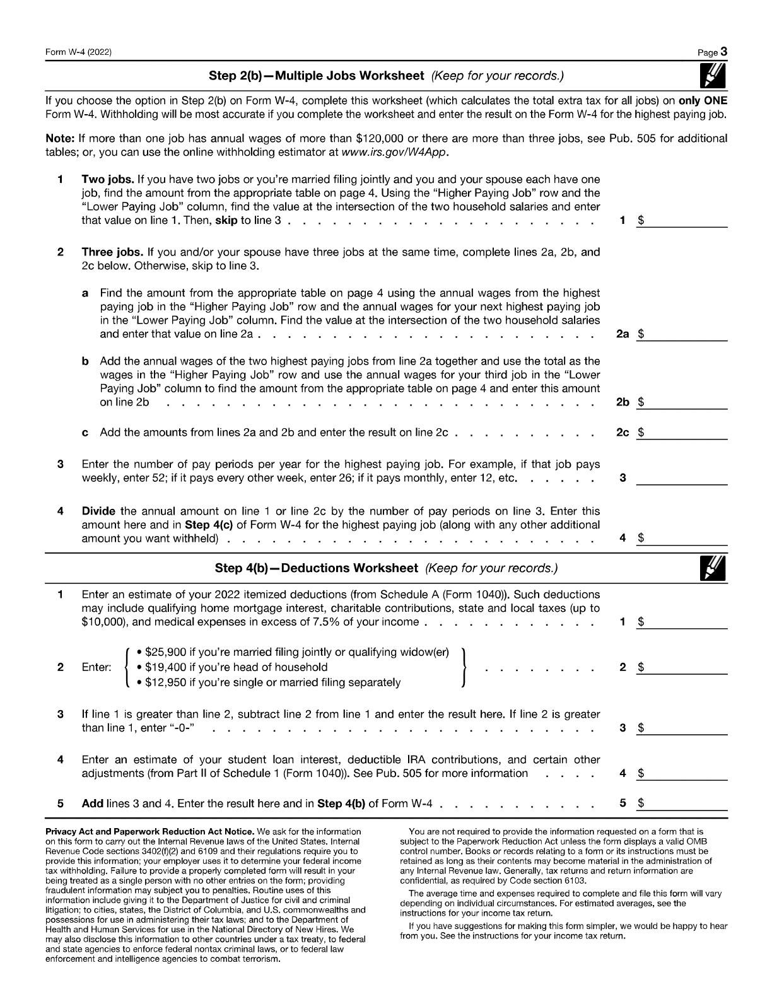 Form W-4 (2022)
Page 3
Step 2(b)—Multiple Jobs Worksheet (Keep for your records.)
If you choose the option in Step 2(b) on Form W-4, complete this worksheet (which calculates the total extra tax for all jobs) on only ONE
Form W-4. Withholding will be most accurate if you complete the worksheet and enter the result on the Form W-4 for the highest paying job.
Note: If more than one job has annual wages of more than $120,000 or there are more than three jobs, see Pub. 505 for additional
tables; or, you can use the online withholding estimator at www.irs.gov/W4App.
1 Two jobs. If you have two jobs or you’re married filing jointly and you and your spouse each have one
job, find the amount from the appropriate table on page 4. Using the “Higher Paying Job” row and the
“Lower Paying Job” column, find the value at the intersection of the two household salaries and enter
that value on line 1. Then, skip to line 3 . . . . . . . . . . . . . . . . . . . . . 1 $
2 Three jobs. If you and/or your spouse have three jobs at the same time, complete lines 2a, 2b, and
2c below. Otherwise, skip to line 3.
a Find the amount from the appropriate table on page 4 using the annual wages from the highest
paying job in the “Higher Paying Job” row and the annual wages for your next highest paying job
in the “Lower Paying Job” column. Find the value at the intersection of the two household salaries
and enter that value on line 2a . . . . . . . . . . . . . . . . . . . . . . . 2a $
b Add the annual wages of the two highest paying jobs from line 2a together and use the total as the
wages in the “Higher Paying Job” row and use the annual wages for your third job in the “Lower
Paying Job” column to find the amount from the appropriate table on page 4 and enter this amount
on line 2b . . . . . . . . . . . . . . . . . . . . . . . . . . . . . 2b $
c Add the amounts from lines 2a and 2b and enter the result on line 2c . . . . . . . . . . 2c $
3 Enter the number of pay periods per year for the highest paying job. For example, if that job pays
weekly, enter 52; if it pays every other week, enter 26; if it pays monthly, enter 12, etc. . . . . . 3
4 Divide the annual amount on line 1 or line 2c by the number of pay periods on line 3. Enter this
amount here and in Step 4(c) of Form W-4 for the highest paying job (along with any other additional
amount you want withheld) . . . . . . . . . . . . . . . . . . . . . . . . . 4 $
Step 4(b)—Deductions Worksheet (Keep for your records.)
1 Enter an estimate of your 2022 itemized deductions (from Schedule A (Form 1040)). Such deductions
may include qualifying home mortgage interest, charitable contributions, state and local taxes (up to
$10,000), and medical expenses in excess of 7.5% of your income . . . . . . . . . . . . 1 $
• $25,900 if you’re married filing jointly or qualifying widow(er)
2 Enter: • $19,400 if you’re head of household . . . . . . . . 2 $
• $12,950 if you’re single or married filing separately
3 If line 1 is greater than line 2, subtract line 2 from line 1 and enter the result here. If line 2 is greater
than line 1, enter “-0-” . . . . . . . . . . . . . . . . . . . . . . . . . . 3 $
4 Enter an estimate of your student loan interest, deductible IRA contributions, and certain other
adjustments (from Part II of Schedule 1 (Form 1040)). See Pub. 505 for more information . . . . 4 $
5 Add lines 3 and 4. Enter the result here and in Step 4(b) of Form W-4 . . . . . . . . . . . 5 $
Privacy Act and Paperwork Reduction Act Notice. We ask for the information
on this form to carry out the Internal Revenue laws of the United States. Internal
Revenue Code sections 3402(f)(2) and 6109 and their regulations require you to
provide this information; your employer uses it to determine your federal income
tax withholding. Failure to provide a properly completed form will result in your
being treated as a single person with no other entries on the form; providing
fraudulent information may subject you to penalties. Routine uses of this
information include giving it to the Department of Justice for civil and criminal
litigation; to cities, states, the District of Columbia, and U.S. commonwealths and
possessions for use in administering their tax laws; and to the Department of
Health and Human Services for use in the National Directory of New Hires. We
may also disclose this information to other countries under a tax treaty, to federal
and state agencies to enforce federal nontax criminal laws, or to federal law
enforcement and intelligence agencies to combat terrorism.
You are not required to provide the information requested on a form that is
subject to the Paperwork Reduction Act unless the form displays a valid OMB
control number. Books or records relating to a form or its instructions must be
retained as long as their contents may become material in the administration of
any Internal Revenue law. Generally, tax returns and return information are
confidential, as required by Code section 6103.
The average time and expenses required to complete and file this form will vary
depending on individual circumstances. For estimated averages, see the
instructions for your income tax return.
If you have suggestions for making this form simpler, we would be happy to hear
from you. See the instructions for your income tax return.